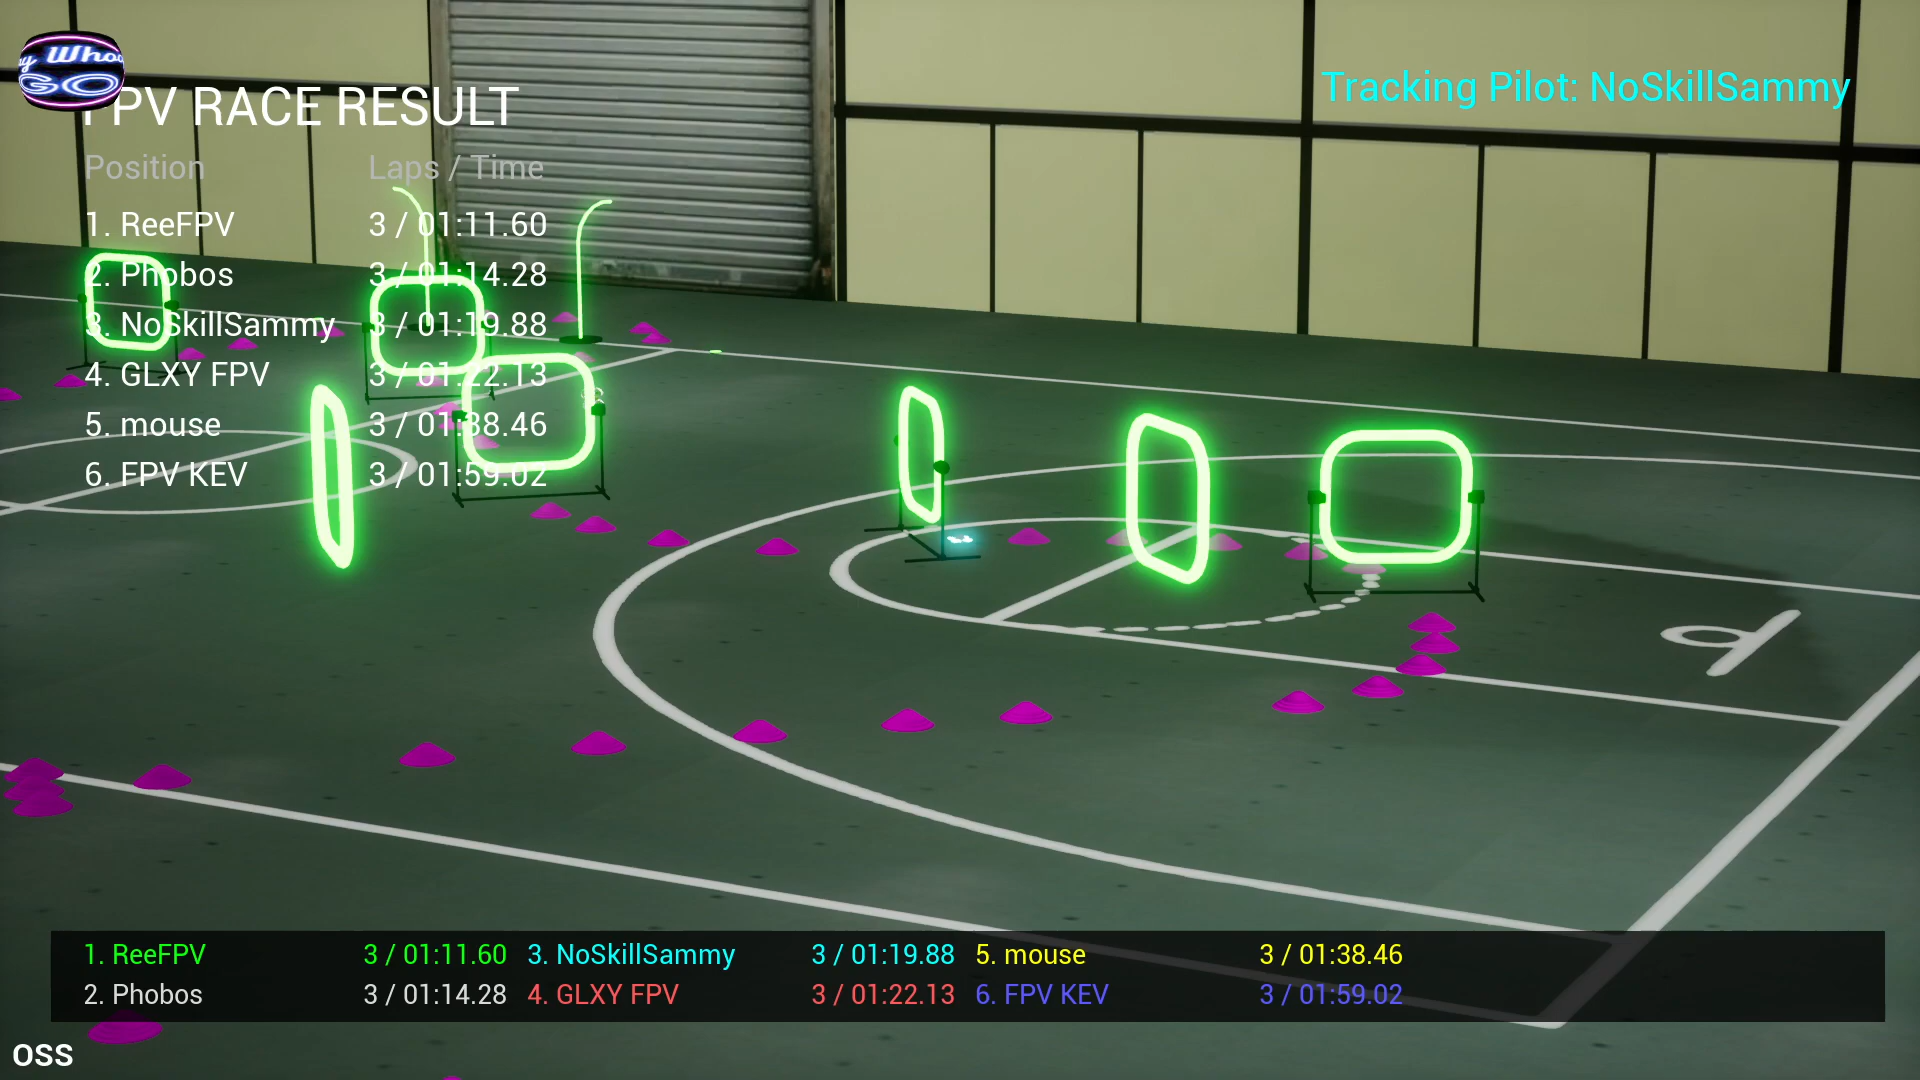 Whoo
GO
FPV RACE RESULT
Tracking Pilot: NoSkillSammy
Position Laps / Time
1. ReeFPV 3 / 01:11.60
2. Phobos 3 / 01:14.28
3. NoSkillSammy 3 / 01:19.88
4. GLXY FPV 3 / 01:22.13
5. mouse 3 / 01:38.46
6. FPV KEV 3 / 01:59.02
1. ReeFPV 3 / 01:11.60 3. NoSkillSammy 3 / 01:19.88 5. mouse 3 / 01:38.46
2. Phobos 3 / 01:14.28 4. GLXY FPV 3 / 01:22.13 6. FPV KEV 3 / 01:59.02
OSS